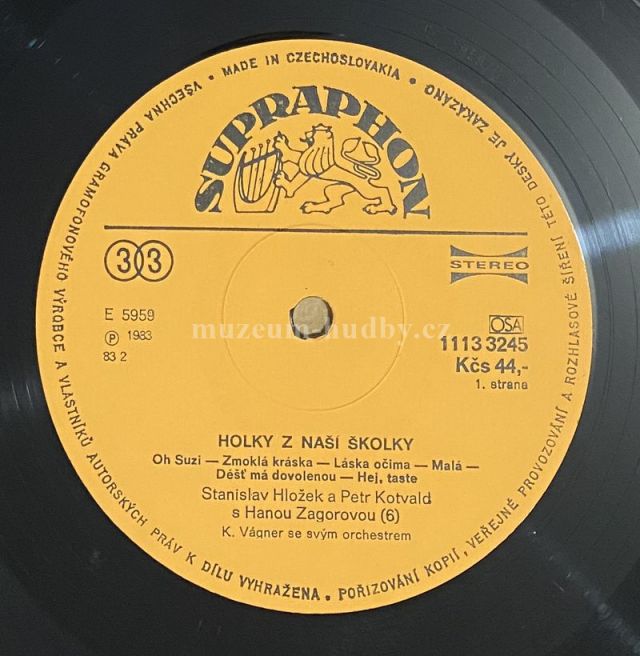 • VŠECHNA PRÁVA GRAMOFONOVÉHO VÝROBCE A VLASTNÍKŮ AUTORSKÝCH PRÁV K DÍLU VYHRAŽENA. • POŘIZOVÁNÍ KOPIÍ, VEŘEJNÉ PROVOZOVÁNÍ A ROZHLASOVÉ ŠÍŘENÍ TÉTO DESKY JE ZAKÁZÁNO
• MADE IN CZECHOSLOVAKIA •
SUPRAPHON
33
STEREO
E 5959
Ⓟ 1983
83 2
muzeum-hudby.cz
OSA
1113 3245
Kčs 44,-
1. strana
HOLKY Z NAŠÍ ŠKOLKY
Oh Suzi — Zmoklá kráska — Láska očima — Malá —
Déšť má dovolenou — Hej, taste
Stanislav Hložek a Petr Kotvald
s Hanou Zagorovou (6)
K. Vágner se svým orchestrem